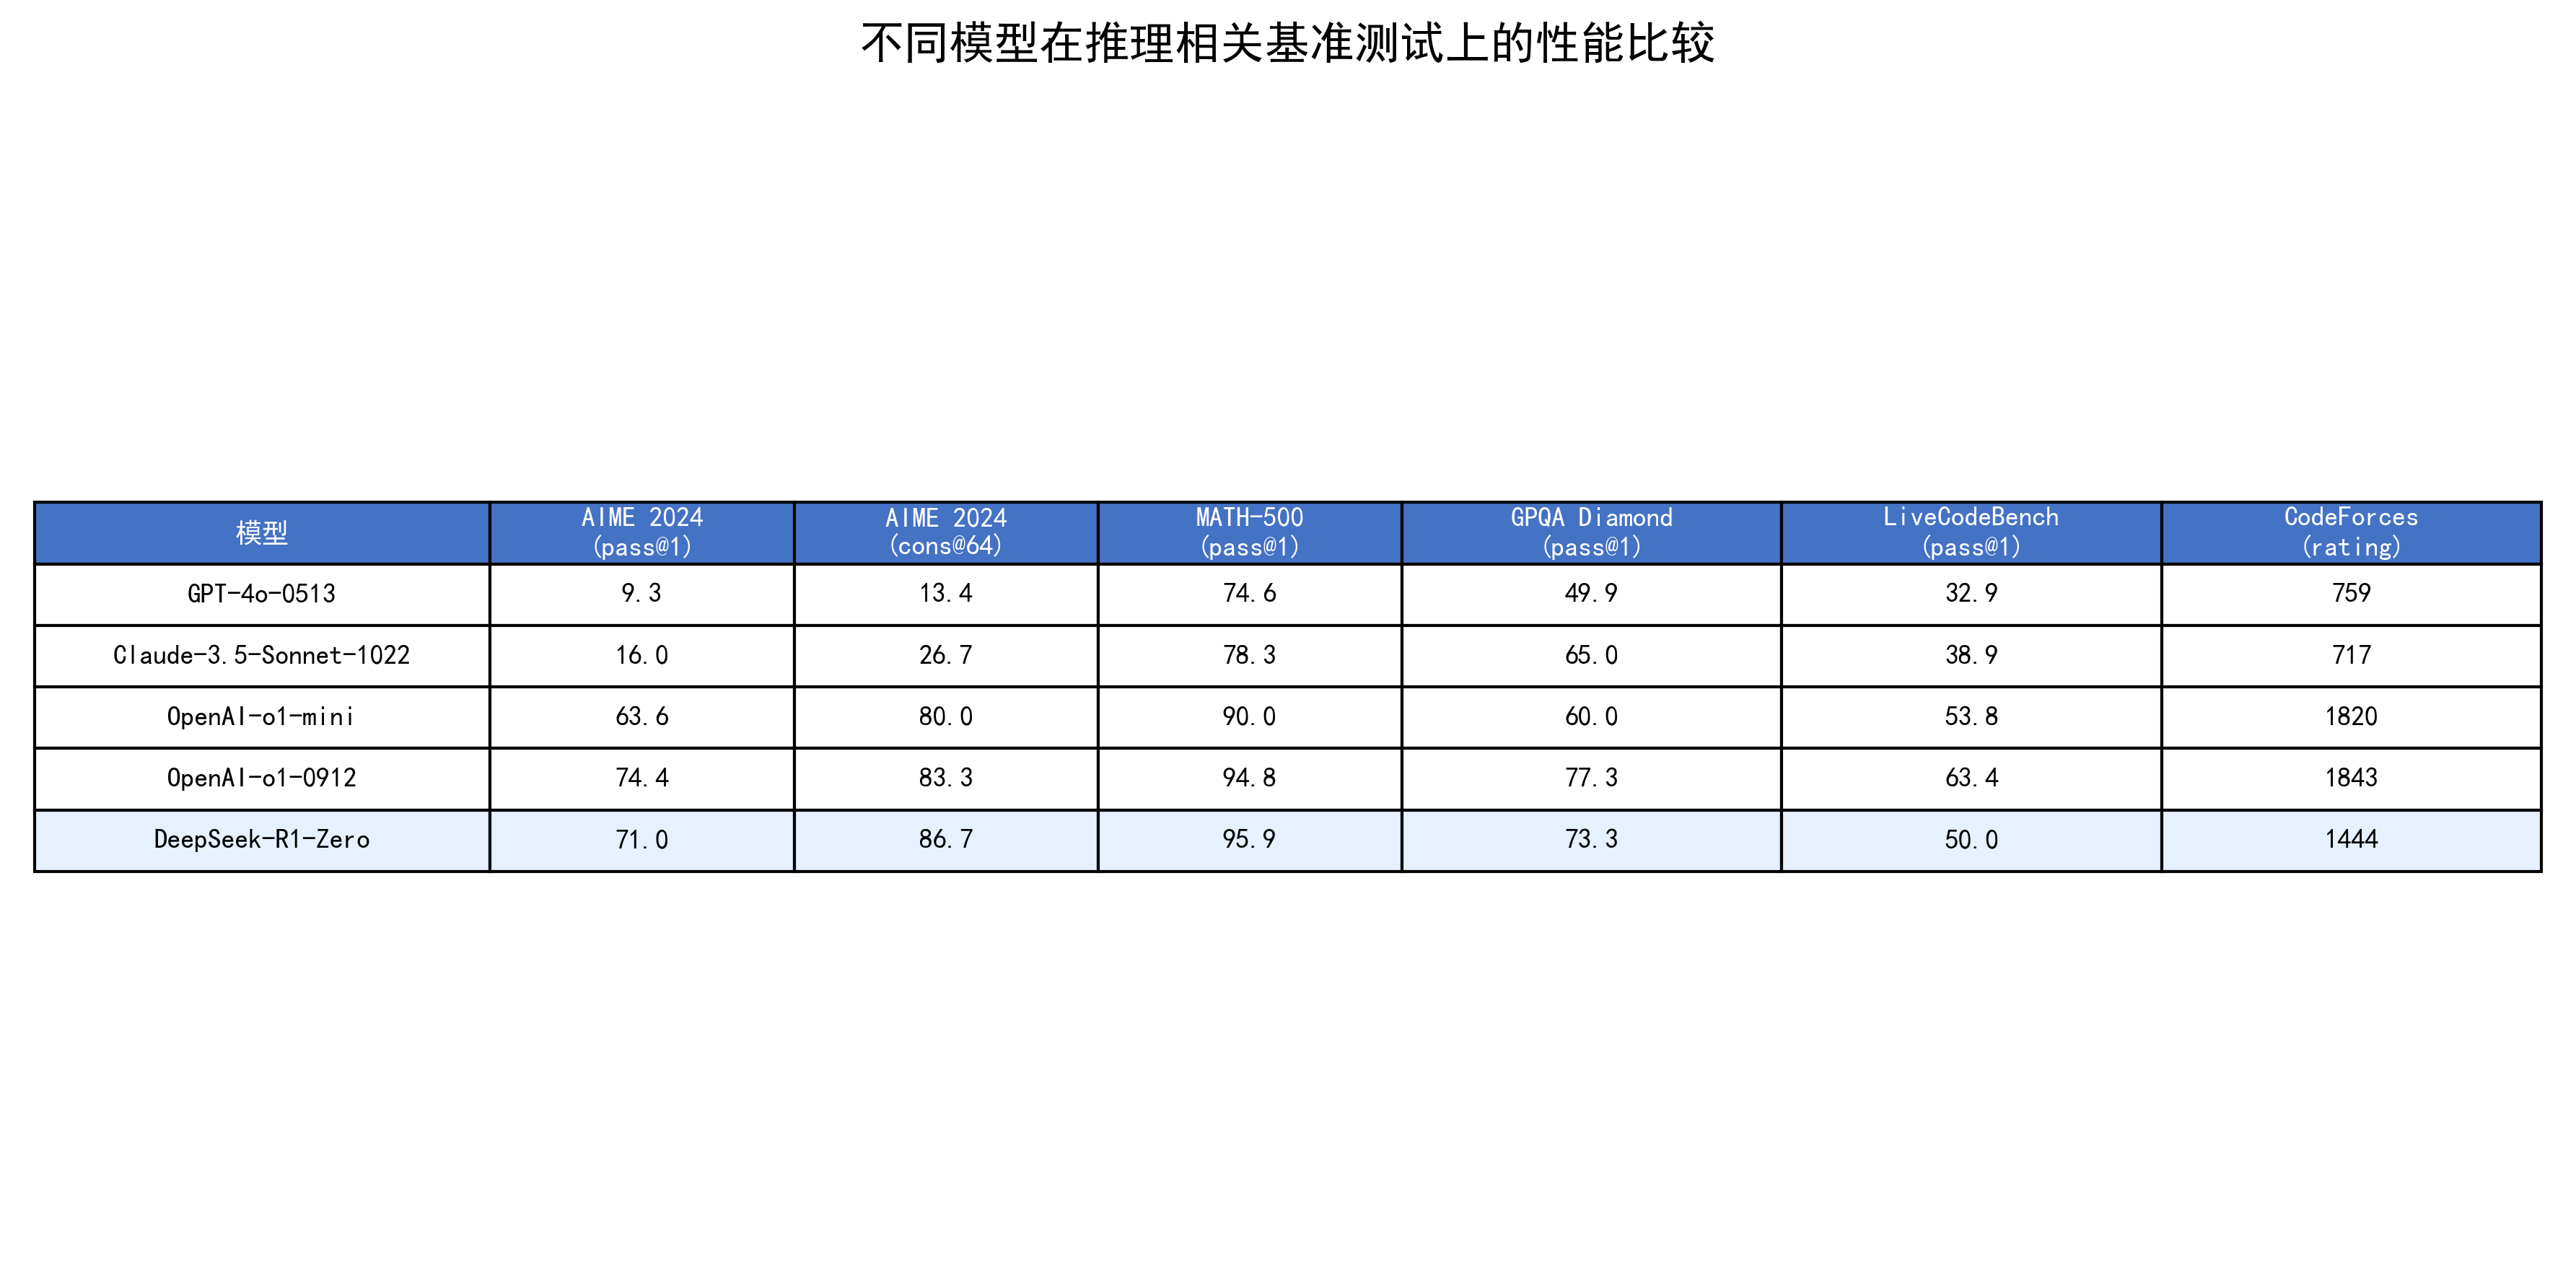 不同模型在推理相关基准测试上的性能比较
模型 AIME 2024 (pass@1) AIME 2024 (cons@64) MATH-500 (pass@1) GPQA Diamond (pass@1) LiveCodeBench (pass@1) CodeForces (rating)
GPT-4o-0513 9.3 13.4 74.6 49.9 32.9 759
Claude-3.5-Sonnet-1022 16.0 26.7 78.3 65.0 38.9 717
OpenAI-o1-mini 63.6 80.0 90.0 60.0 53.8 1820
OpenAI-o1-0912 74.4 83.3 94.8 77.3 63.4 1843
DeepSeek-R1-Zero 71.0 86.7 95.9 73.3 50.0 1444